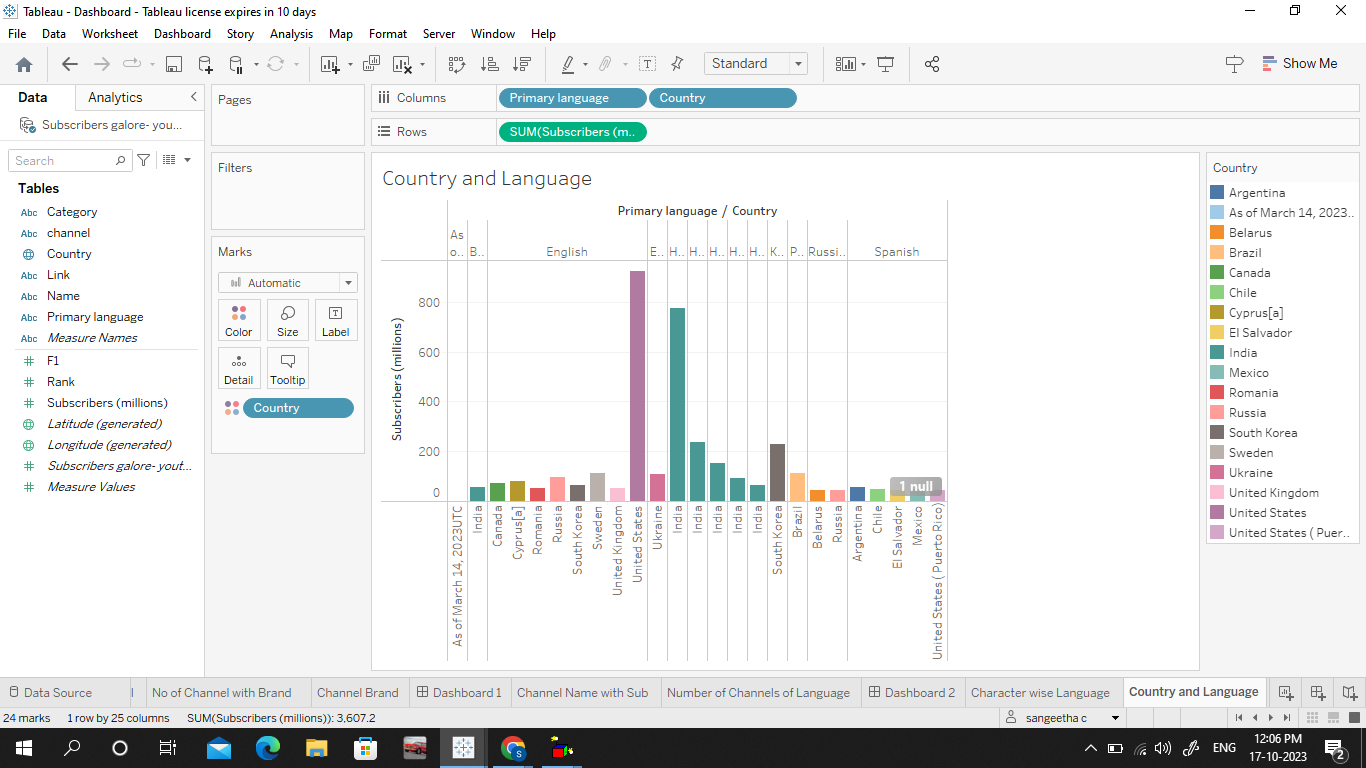 Tableau - Dashboard - Tableau license expires in 10 days
File Data Worksheet Dashboard Story Analysis Map Format Server Window Help
Standard
Show Me
Data Analytics
Subscribers galore- you...
Search
Tables
Abc Category
Abc channel
Country
Abc Link
Abc Name
Abc Primary language
Abc Measure Names
F1
Rank
Subscribers (millions)
Latitude (generated)
Longitude (generated)
Subscribers galore- yout...
Measure Values
Pages
Filters
Marks
Automatic
Color Size Label
Detail Tooltip
Country
Columns Primary language Country
Rows SUM(Subscribers (m..
Country and Language
Primary language / Country
As
o.. B.. English E.. H.. H.. H.. H.. H.. K.. P.. Russi.. Spanish
Subscribers (millions)
800
600
400
200
0
1 null
As of March 14, 2023UTC
India
Canada
Cyprus[a]
Romania
Russia
South Korea
Sweden
United Kingdom
United States
Ukraine
India
India
India
India
India
South Korea
Brazil
Belarus
Russia
Argentina
Chile
El Salvador
Mexico
United States ( Puerto Rico)
Country
Argentina
As of March 14, 2023..
Belarus
Brazil
Canada
Chile
Cyprus[a]
El Salvador
India
Mexico
Romania
Russia
South Korea
Sweden
Ukraine
United Kingdom
United States
United States ( Puer..
Data Source l No of Channel with Brand Channel Brand Dashboard 1 Channel Name with Sub Number of Channels of Language Dashboard 2 Character wise Language Country and Language
24 marks 1 row by 25 columns SUM(Subscribers (millions)): 3,607.2 sangeetha c
S ENG 12:06 PM
17-10-2023 2